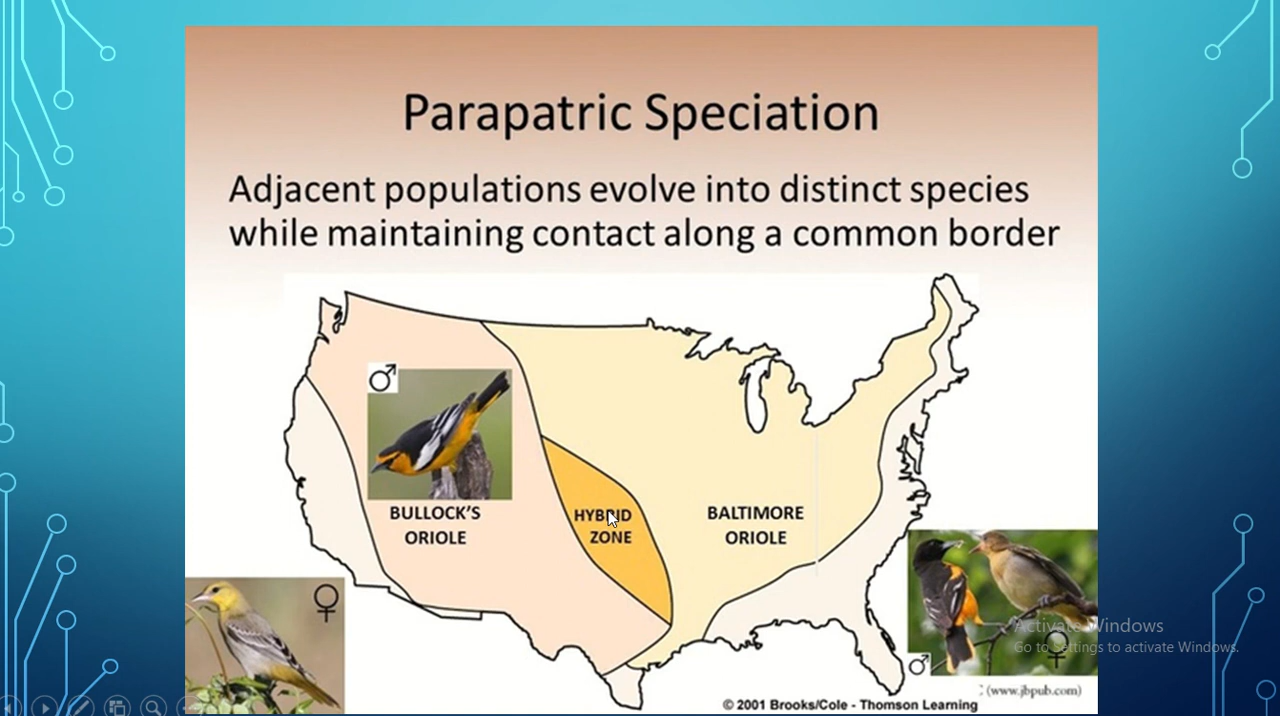 Parapatric Speciation
Adjacent populations evolve into distinct species
while maintaining contact along a common border
BULLOCK'S
ORIOLE
HYBRID
ZONE
BALTIMORE
ORIOLE
Activate Windows
Go to Settings to activate Windows.
(www.jbpub.com)
© 2001 Brooks/Cole - Thomson Learning